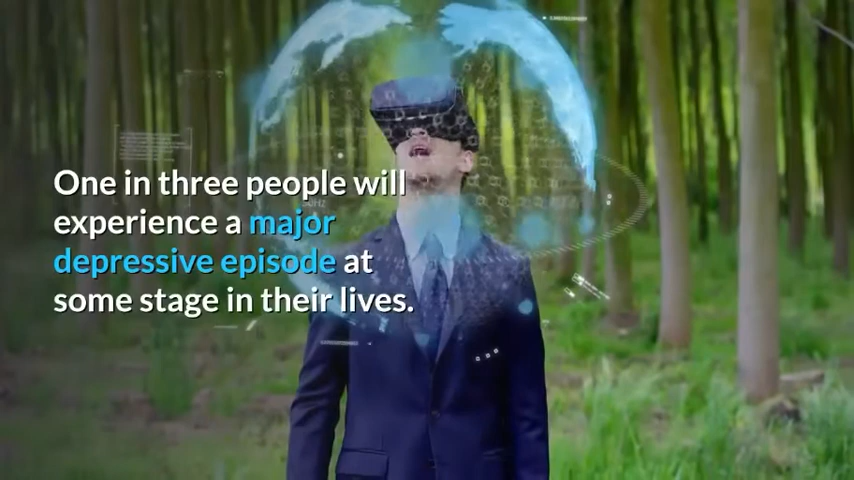 One in three people will
experience a major
depressive episode at
some stage in their lives.